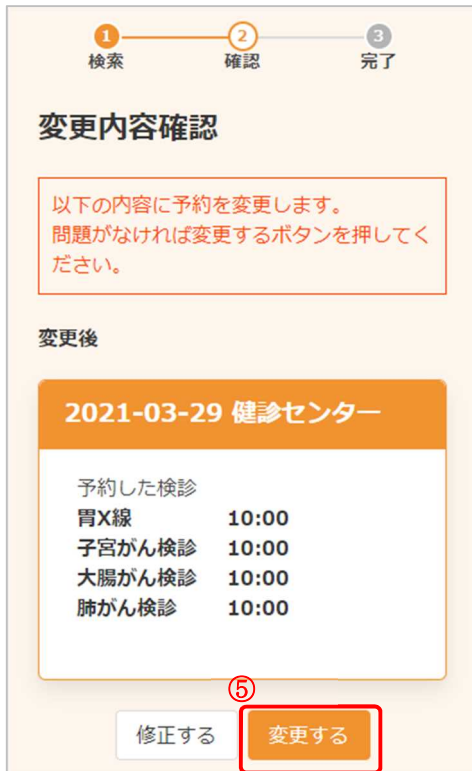 1 2 3
検索 確認 完了
変更内容確認
以下の内容に予約を変更します。
問題がなければ変更するボタンを押してく
ださい。
変更後
2021-03-29 健診センター
予約した検診
胃X線 10:00
子宮がん検診 10:00
大腸がん検診 10:00
肺がん検診 10:00
⑤
修正する 変更する